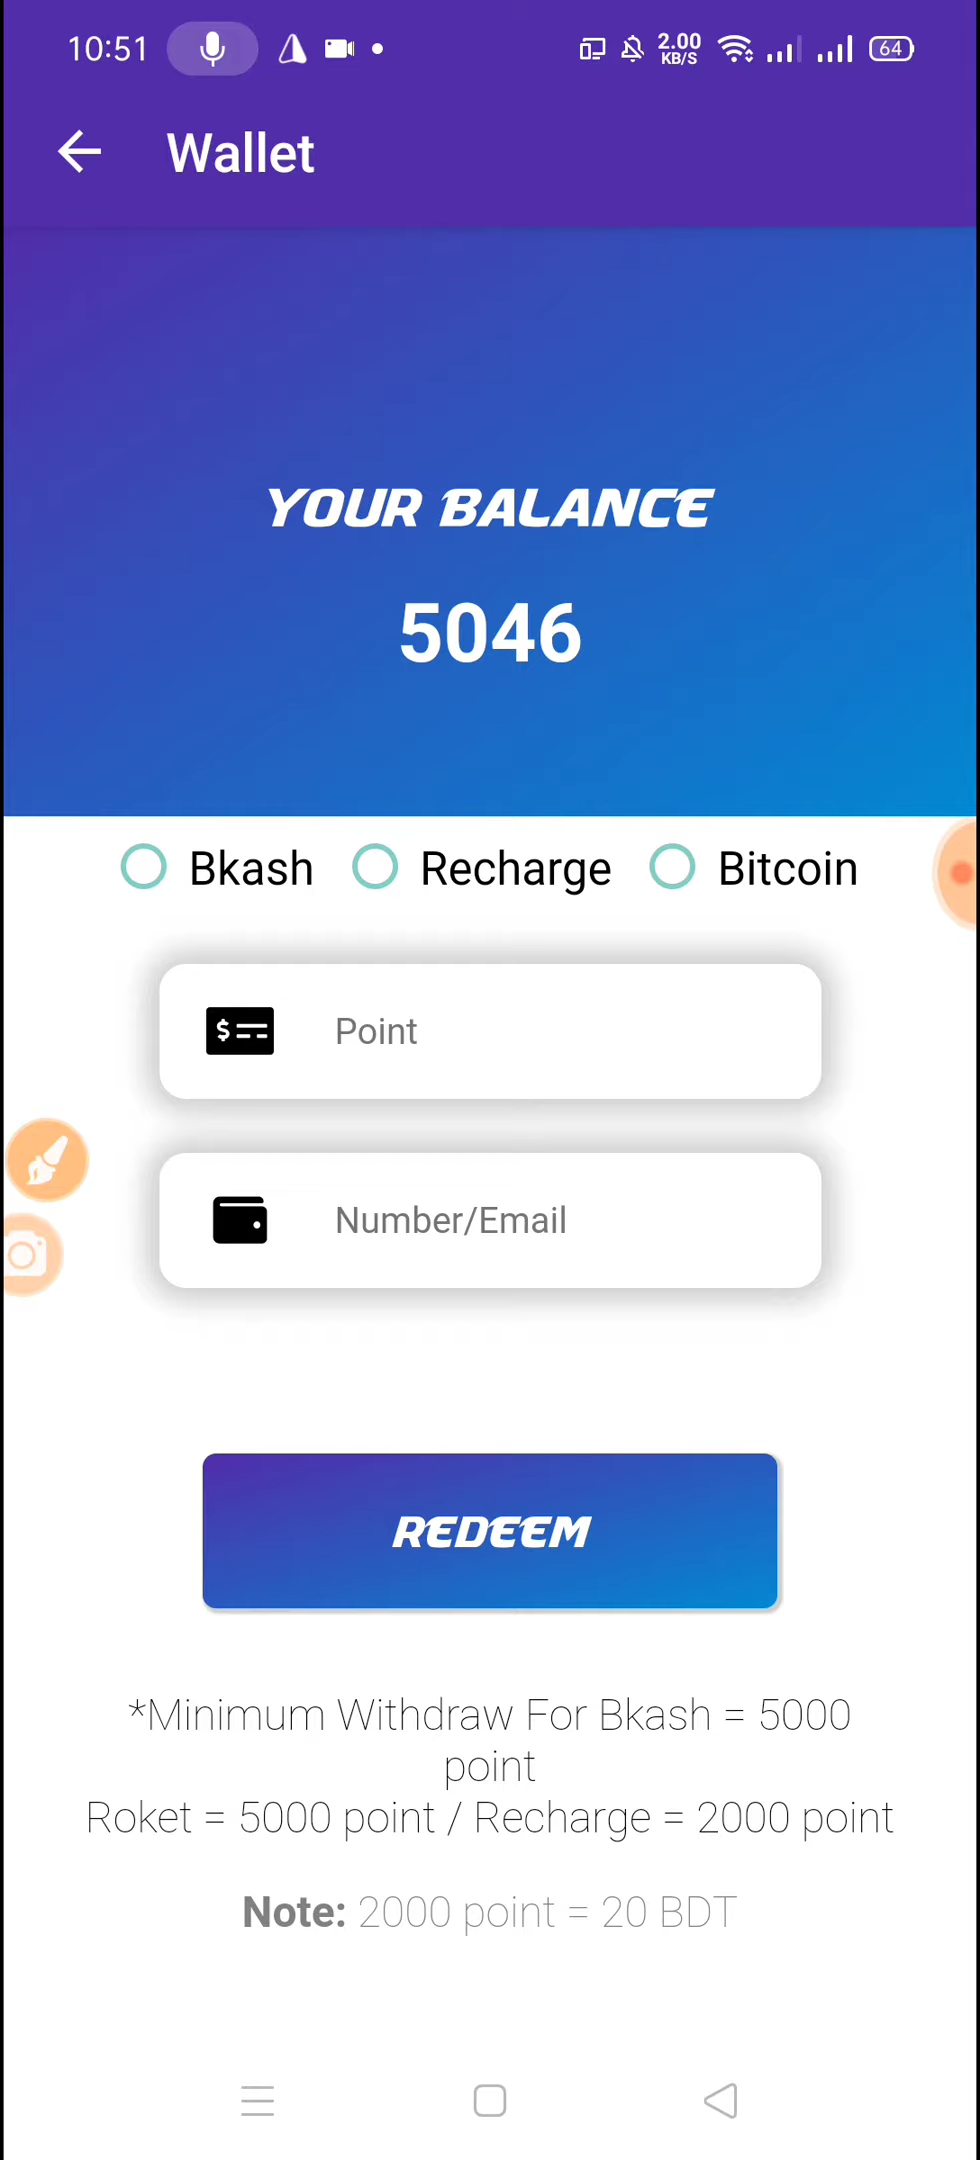 10:51
2.00
KB/S
64
Wallet
YOUR BALANCE
5046
Bkash Recharge Bitcoin
Point
Number/Email
REDEEM
*Minimum Withdraw For Bkash = 5000
point
Roket = 5000 point / Recharge = 2000 point
Note: 2000 point = 20 BDT